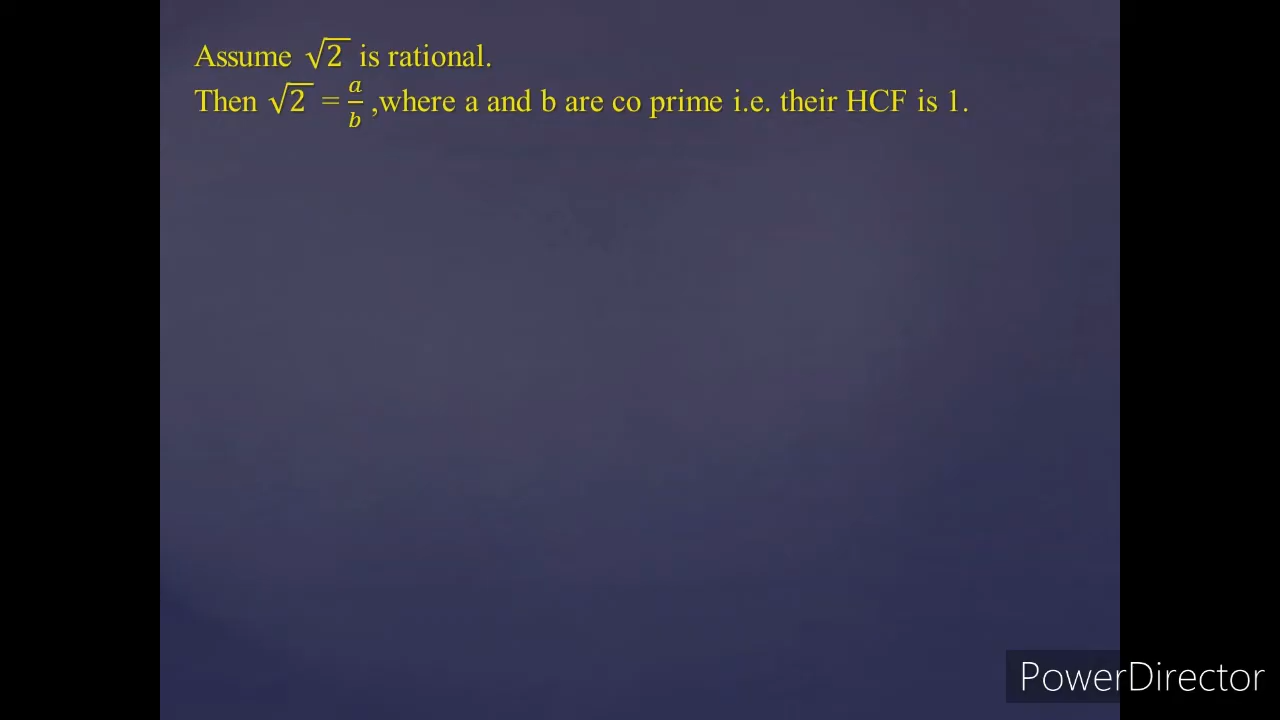 Assume √2 is rational.
Then √2 = a/b ,where a and b are co prime i.e. their HCF is 1.
PowerDirector